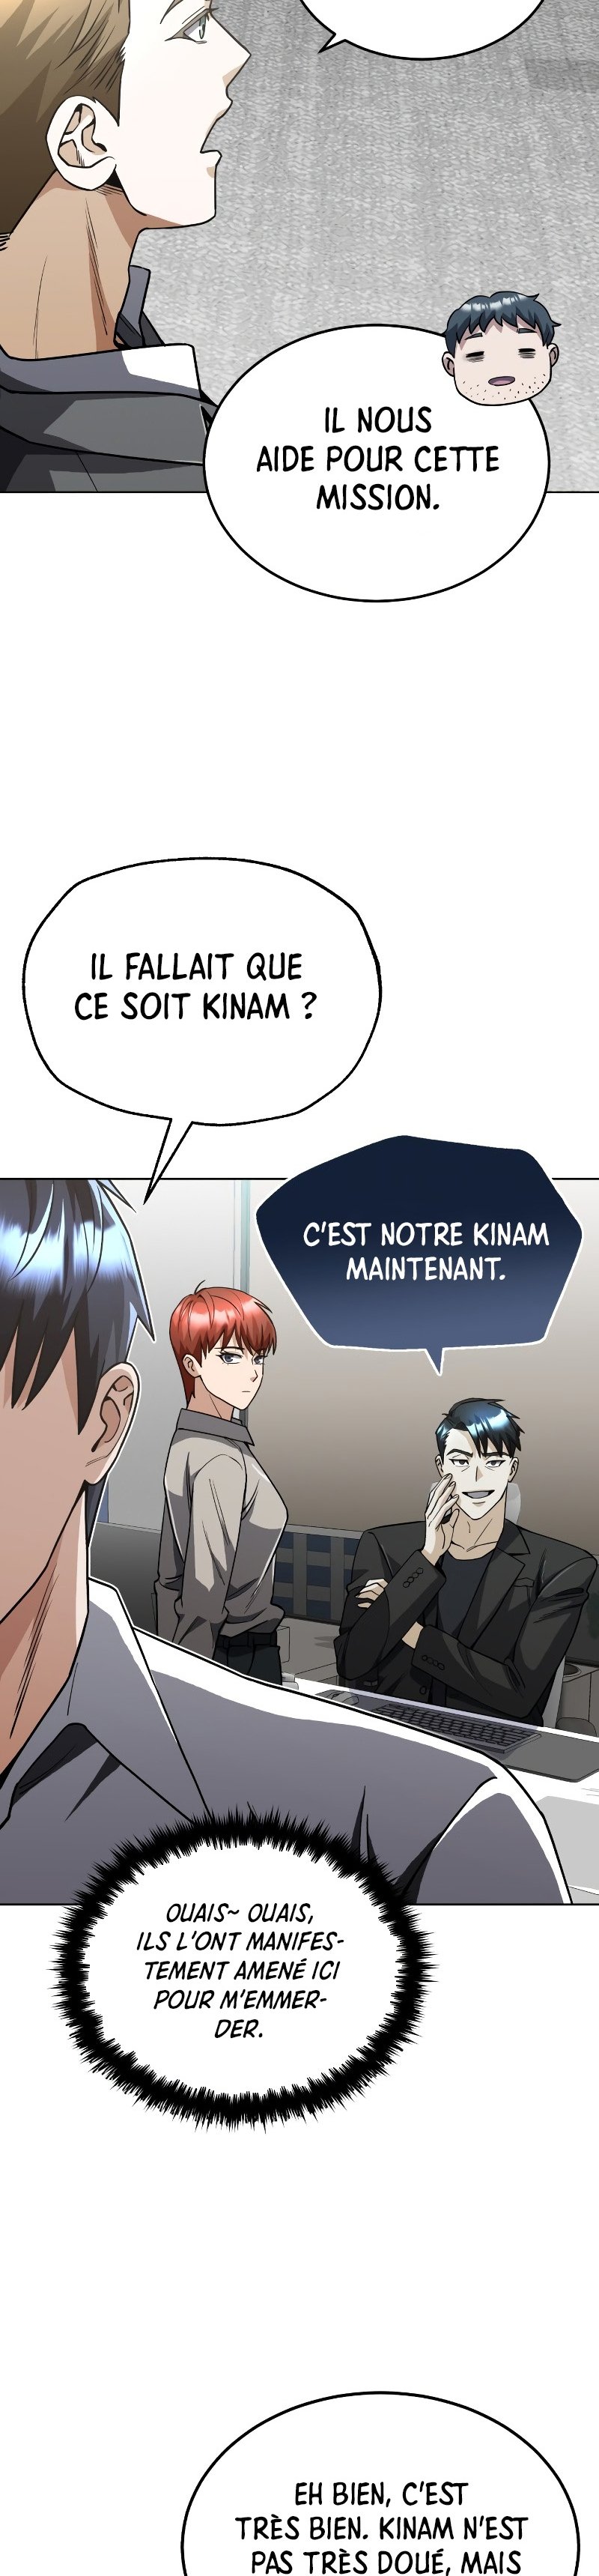 IL NOUS
AIDE POUR CETTE
MISSION.
IL FALLAIT QUE
CE SOIT KINAM ?
C'EST NOTRE KINAM
MAINTENANT.
OUAIS~ OUAIS,
ILS L'ONT MANIFES-
TEMENT AMENÉ ICI
POUR M'EMMER-
DER.
EH BIEN, C'EST
TRÈS BIEN. KINAM N'EST
PAS TRÈS DOUÉ, MAIS